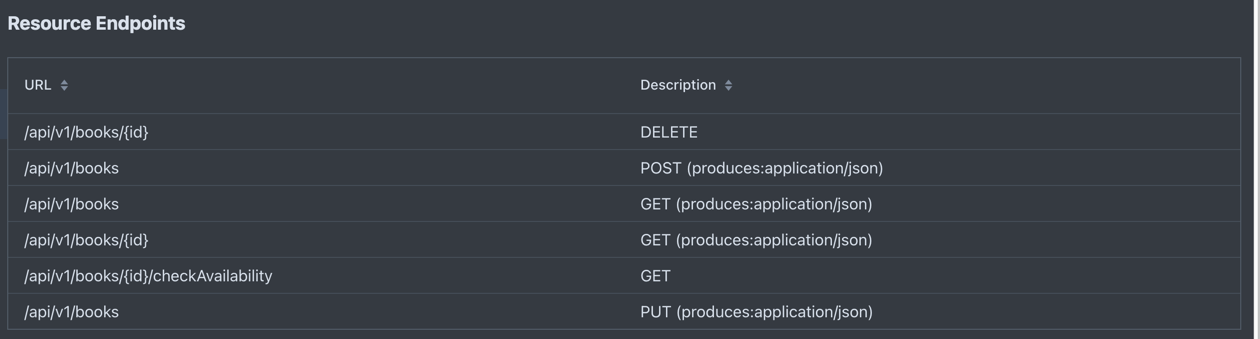 Resource Endpoints
URL Description
/api/v1/books/{id} DELETE
/api/v1/books POST (produces:application/json)
/api/v1/books GET (produces:application/json)
/api/v1/books/{id} GET (produces:application/json)
/api/v1/books/{id}/checkAvailability GET
/api/v1/books PUT (produces:application/json)